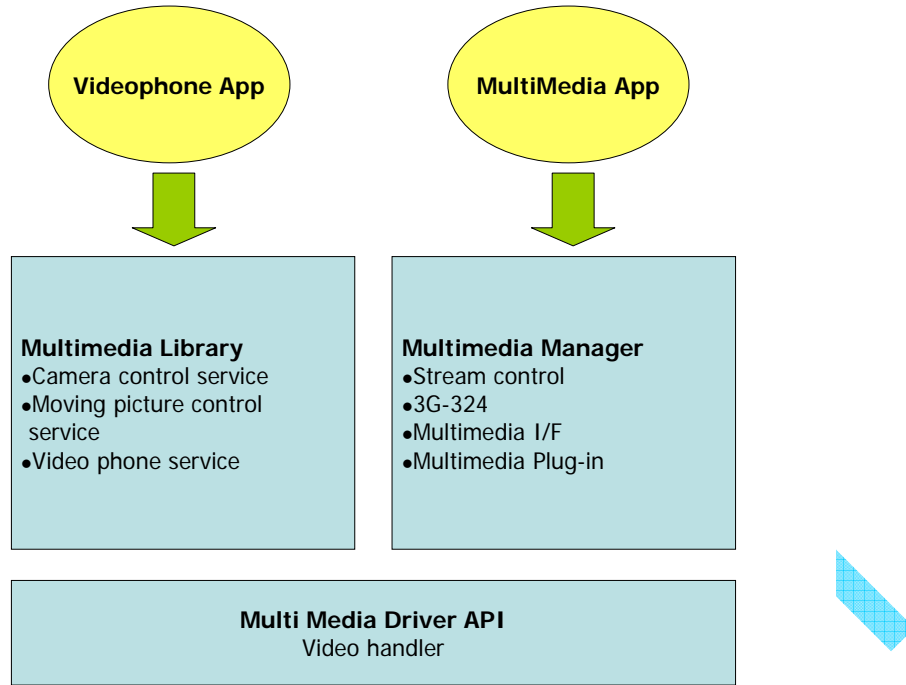 Videophone App
MultiMedia App
Multimedia Library
●Camera control service
●Moving picture control
service
●Video phone service
Multimedia Manager
●Stream control
●3G-324
●Multimedia I/F
●Multimedia Plug-in
Multi Media Driver API
Video handler